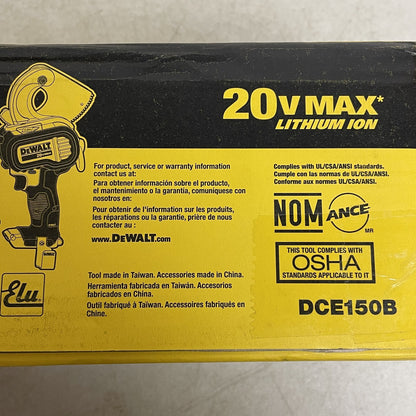 20V MAX*
LITHIUM ION
DEWALT
For product, service or warranty information
contact us at:
Para obtener información sobre el producto,
el mantenimiento o la garantía, comuníquese con
nosotros en:
Pour obtenir de l'information sur les produits,
les réparations ou la garantie, prière de nous
contacter au :
www.DEWALT.com
Complies with UL/CSA/ANSI standards.
Cumple con las normas de UL/CSA/ANSI.
Conforme aux normes UL/CSA/ANSI.
NOM
ANCE
MR
THIS TOOL COMPLIES WITH
OSHA
STANDARDS APPLICABLE TO IT
Elu
Tool made in Taiwan. Accessories made in China.
Herramienta fabricada en Taiwán. Accesorios
fabricados en China.
Outil fabriqué à Taiwan. Accessoires fabriqués en
Chine.
DCE150B